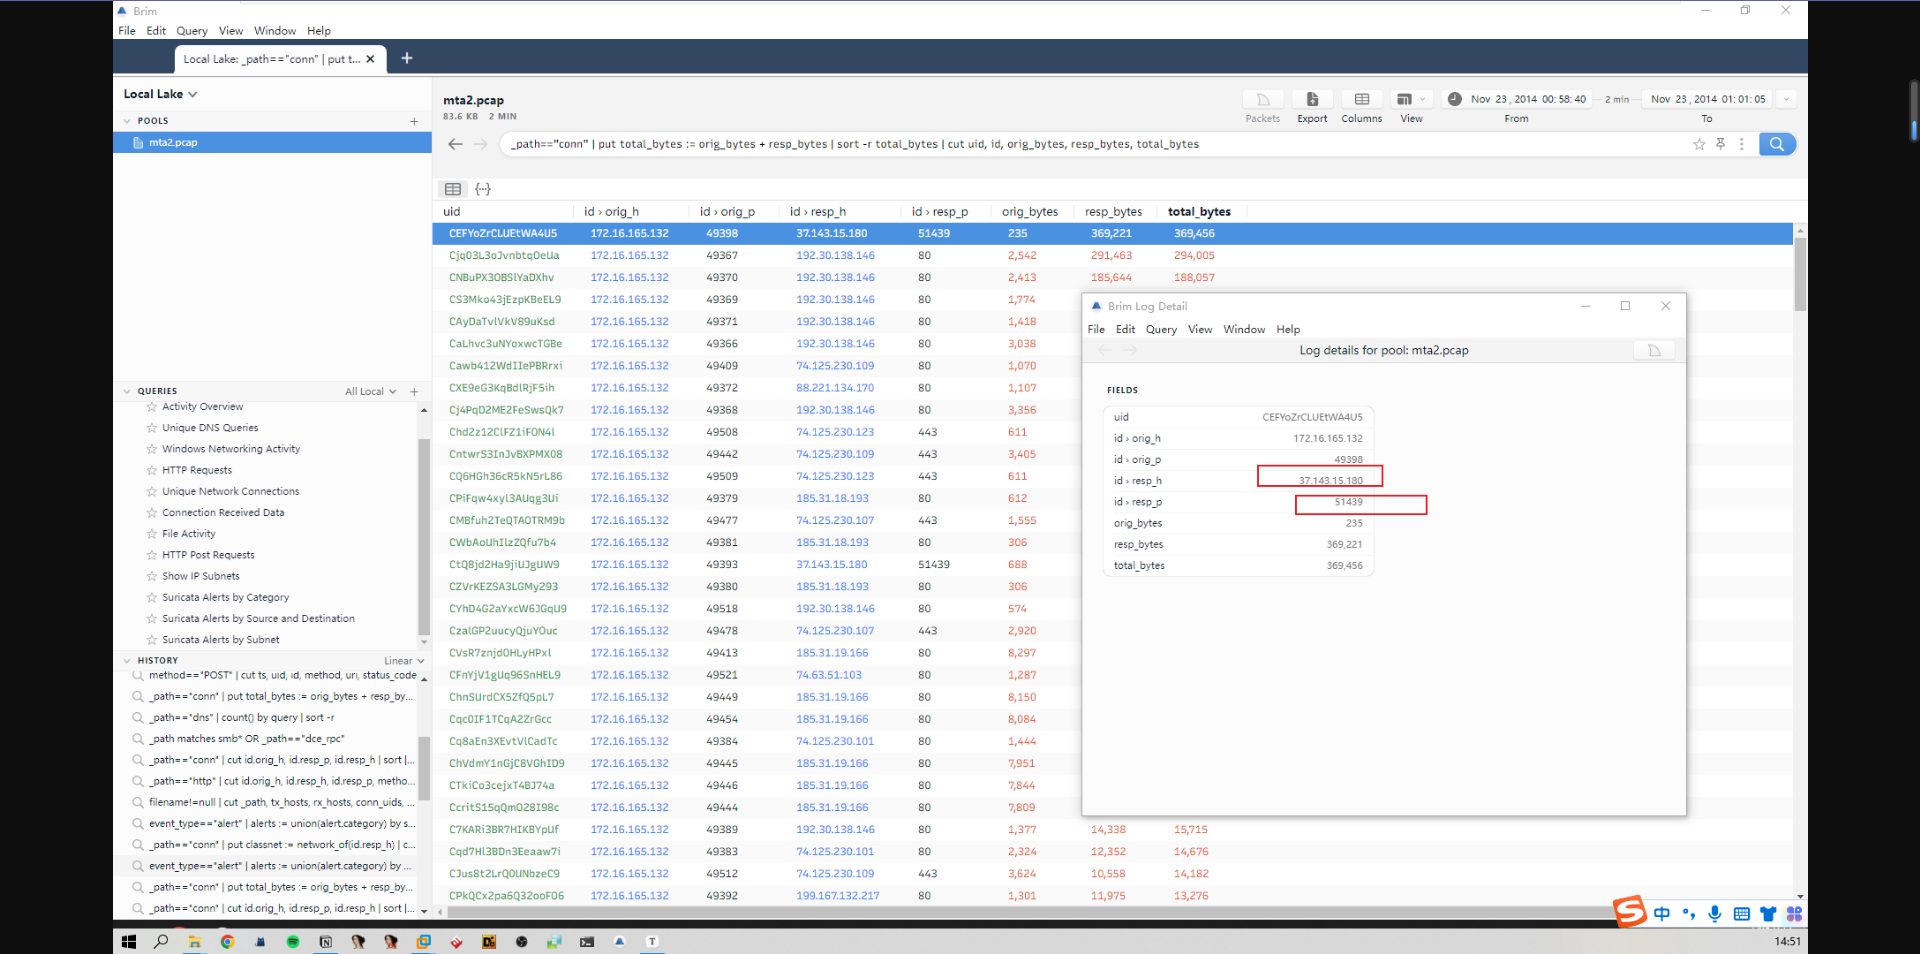 Brim
File Edit Query View Window Help
Local Lake: _path=="conn" | put t... ✕ +
Local Lake
POOLS +
mta2.pcap
QUERIES All Local +
Activity Overview
Unique DNS Queries
Windows Networking Activity
HTTP Requests
Unique Network Connections
Connection Received Data
File Activity
HTTP Post Requests
Show IP Subnets
Suricata Alerts by Category
Suricata Alerts by Source and Destination
Suricata Alerts by Subnet
HISTORY Linear
method=="POST" | cut ts, uid, id, method, uri, status_code
_path=="conn" | put total_bytes := orig_bytes + resp_by...
_path=="dns" | count() by query | sort -r
_path matches smb* OR _path=="dce_rpc"
_path=="conn" | cut id.orig_h, id.resp_p, id.resp_h | sort |...
_path=="http" | cut id.orig_h, id.resp_h, id.resp_p, metho...
filename!=null | cut _path, tx_hosts, rx_hosts, conn_uids, ...
event_type=="alert" | alerts := union(alert.category) by s...
_path=="conn" | put classnet := network_of(id.resp_h) | c...
event_type=="alert" | alerts := union(alert.category) by ...
_path=="conn" | put total_bytes := orig_bytes + resp_by...
_path=="conn" | cut id.orig_h, id.resp_p, id.resp_h | sort |...
mta2.pcap
83.6 KB 2 MIN
Packets Export Columns View
Nov 23 , 2014 00: 58: 40 2 min Nov 23 , 2014 01: 01: 05
From To
_path=="conn" | put total_bytes := orig_bytes + resp_bytes | sort -r total_bytes | cut uid, id, orig_bytes, resp_bytes, total_bytes
uid id › orig_h id › orig_p id › resp_h id › resp_p orig_bytes resp_bytes total_bytes
CEFYoZrCLUEtWA4U5 172.16.165.132 49398 37.143.15.180 51439 235 369,221 369,456
Cjq03L3oJvnbtqOeUa 172.16.165.132 49367 192.30.138.146 80 2,542 291,463 294,005
CNBuPX3OBSlYaDXhv 172.16.165.132 49370 192.30.138.146 80 2,413 185,644 188,057
CS3Mko43jEzpKBeEL9 172.16.165.132 49369 192.30.138.146 80 1,774
CAyDaTvlVkV89uKsd 172.16.165.132 49371 192.30.138.146 80 1,418
CaLhvc3uNYoxwcTGBe 172.16.165.132 49366 192.30.138.146 80 3,038
Cawb412WdIIePBRrxi 172.16.165.132 49409 74.125.230.109 80 1,070
CXE9eG3KqBdlRjF5ih 172.16.165.132 49372 88.221.134.170 80 1,107
Cj4PqD2ME2FeSwsQk7 172.16.165.132 49368 192.30.138.146 80 3,356
Chd2z12ClFZ1iFON4l 172.16.165.132 49508 74.125.230.123 443 611
CntwrS3InJvBXPMX08 172.16.165.132 49442 74.125.230.109 443 3,405
CQ6HGh36cR5kN5rL86 172.16.165.132 49509 74.125.230.123 443 611
CPiFqw4xyl3AUqg3Ui 172.16.165.132 49379 185.31.18.193 80 612
CMBfuh2TeQTAOTRM9b 172.16.165.132 49477 74.125.230.107 443 1,555
CWbAoUhIlzZQfu7b4 172.16.165.132 49381 185.31.18.193 80 306
CtQ8jd2Ha9jiUJgUW9 172.16.165.132 49393 37.143.15.180 51439 688
CZVrKEZSA3LGMy293 172.16.165.132 49380 185.31.18.193 80 306
CYhD4G2aYxcW6JGqU9 172.16.165.132 49518 192.30.138.146 80 574
CzalGP2uucyQjuYOuc 172.16.165.132 49478 74.125.230.107 443 2,920
CVsR7znjdOHLyHPxl 172.16.165.132 49413 185.31.19.166 80 8,297
CFnYjV1gUq96SnHEL9 172.16.165.132 49521 74.63.51.103 80 1,287
ChnSUrdCX5ZfQ5pL7 172.16.165.132 49449 185.31.19.166 80 8,150
Cqc0IF1TCqA2ZrGcc 172.16.165.132 49454 185.31.19.166 80 8,084
Cq8aEn3XEvtVlCadTc 172.16.165.132 49384 74.125.230.101 80 1,444
ChVdmY1nGjC8VGhID9 172.16.165.132 49445 185.31.19.166 80 7,951
CTkiCo3cejxT4BJ74a 172.16.165.132 49446 185.31.19.166 80 7,844
CcritS15qQmO28I98c 172.16.165.132 49444 185.31.19.166 80 7,809
C7KARi3BR7HIKBYpUf 172.16.165.132 49389 192.30.138.146 80 1,377 14,338 15,715
Cqd7Hl3BDn3Eeaaw7i 172.16.165.132 49383 74.125.230.101 80 2,324 12,352 14,676
CJus8t2LrQ0UNbzeC9 172.16.165.132 49512 74.125.230.109 443 3,624 10,558 14,182
CPkQCx2pa6Q32ooF06 172.16.165.132 49392 199.167.132.217 80 1,301 11,975 13,276
Brim Log Detail
File Edit Query View Window Help
Log details for pool: mta2.pcap
FIELDS
uid CEFYoZrCLUEtWA4U5
id › orig_h 172.16.165.132
id › orig_p 49398
id › resp_h 37.143.15.180
id › resp_p 51439
orig_bytes 235
resp_bytes 369,221
total_bytes 369,456
中
14:51